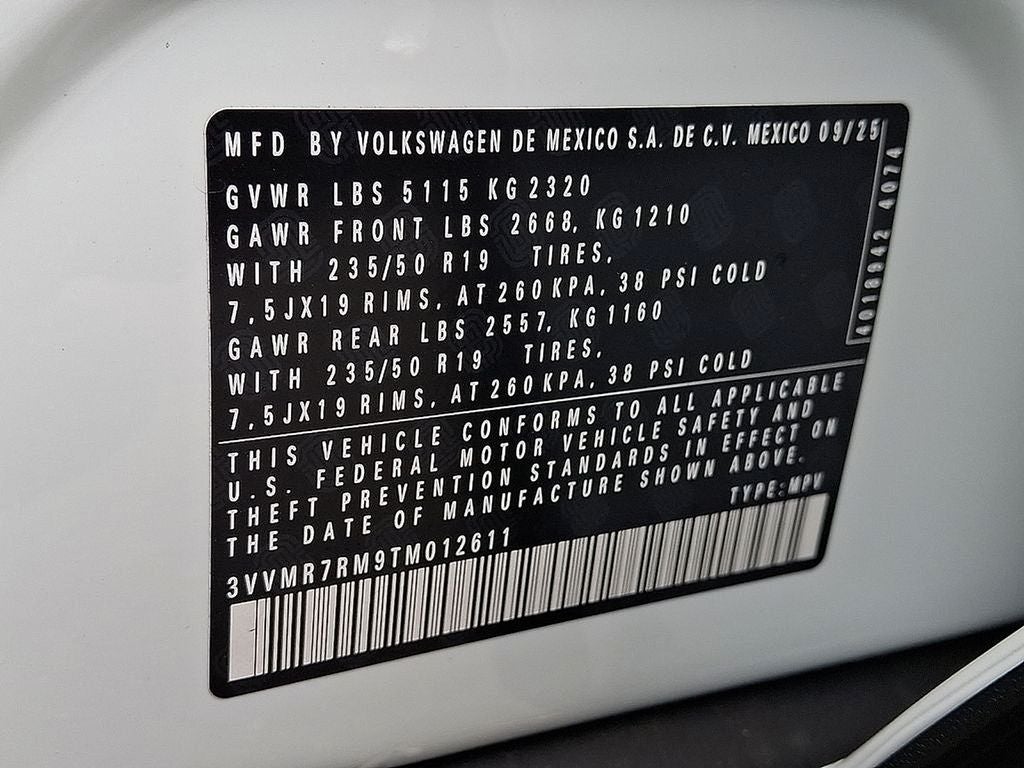 MFD BY VOLKSWAGEN DE MEXICO S.A. DE C.V. MEXICO 09/25
GVWR LBS 5115 KG 2320
GAWR FRONT LBS 2668, KG 1210
WITH 235/50 R19 TIRES,
7,5JX19 RIMS, AT 260 KPA, 38 PSI COLD
GAWR REAR LBS 2557, KG 1160
WITH 235/50 R19 TIRES,
7,5JX19 RIMS, AT 260 KPA, 38 PSI COLD
THIS VEHICLE CONFORMS TO ALL APPLICABLE
U.S. FEDERAL MOTOR VEHICLE SAFETY AND
THEFT PREVENTION STANDARDS IN EFFECT ON
THE DATE OF MANUFACTURE SHOWN ABOVE.
TYPE:MPV
3VVMR7RM9TM012611
4074